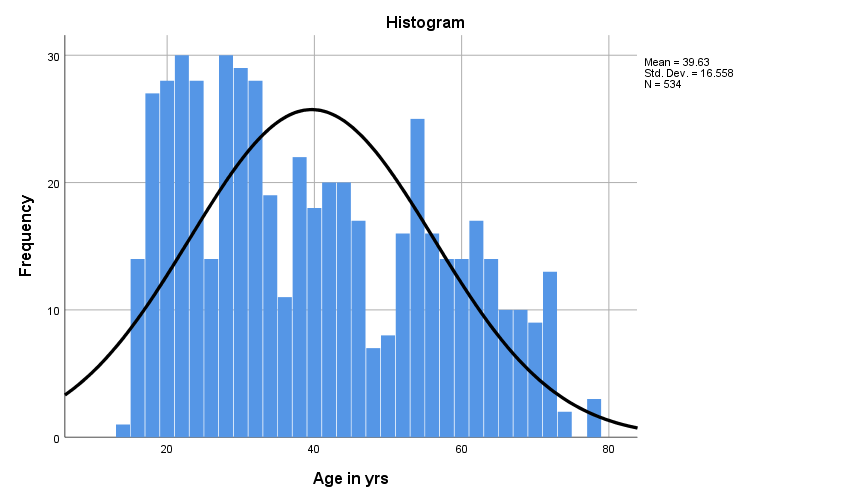 Histogram
Mean = 39.63
Std. Dev. = 16.558
N = 534
30
20
10
0
Frequency
20
40
60
80
Age in yrs